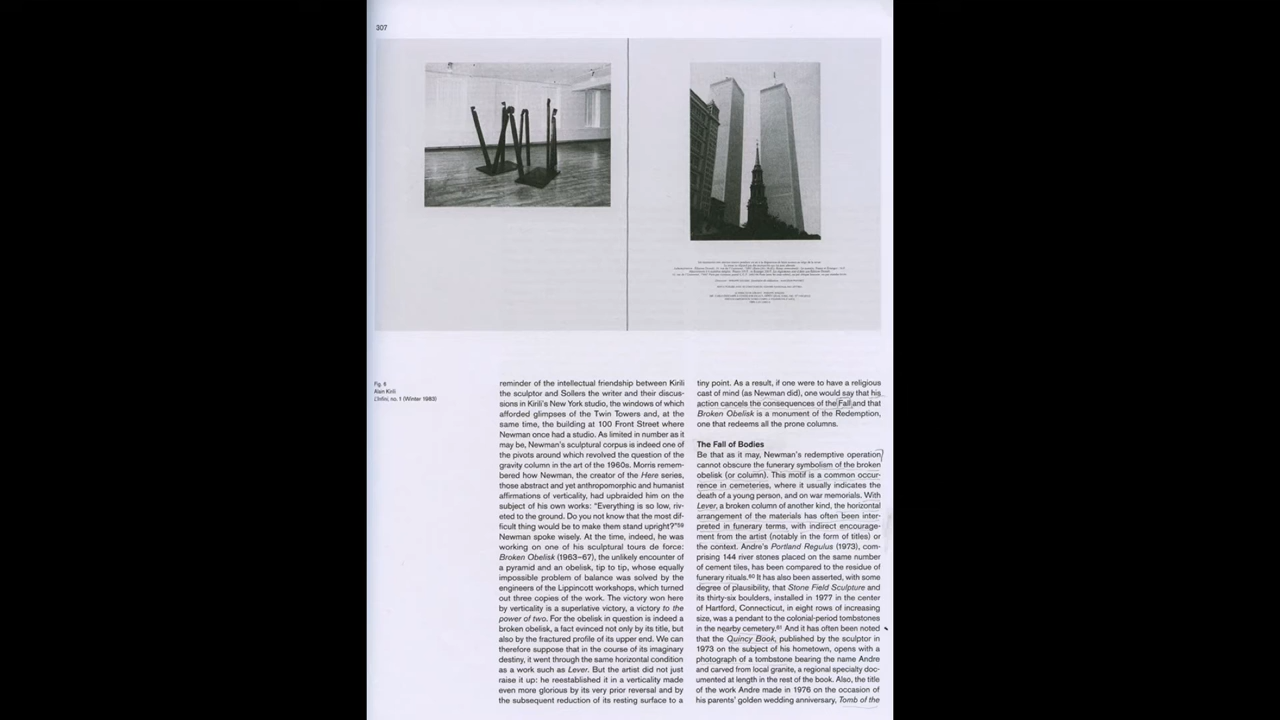 307
Fig. 6
Alain Kirili
L'Infini, no. 1 (Winter 1983)
reminder of the intellectual friendship between Kirili
the sculptor and Sollers the writer and their discus-
sions in Kirili's New York studio, the windows of which
afforded glimpses of the Twin Towers and, at the
same time, the building at 100 Front Street where
Newman once had a studio. As limited in number as it
may be, Newman's sculptural corpus is indeed one of
the pivots around which revolved the question of the
gravity column in the art of the 1960s. Morris remem-
bered how Newman, the creator of the Here series,
those abstract and yet anthropomorphic and humanist
affirmations of verticality, had upbraided him on the
subject of his own works: "Everything is so low, riv-
eted to the ground. Do you not know that the most dif-
ficult thing would be to make them stand upright?"59
Newman spoke wisely. At the time, indeed, he was
working on one of his sculptural tours de force:
Broken Obelisk (1963–67), the unlikely encounter of
a pyramid and an obelisk, tip to tip, whose equally
impossible problem of balance was solved by the
engineers of the Lippincott workshops, which turned
out three copies of the work. The victory won here
by verticality is a superlative victory, a victory to the
power of two. For the obelisk in question is indeed a
broken obelisk, a fact evinced not only by its title, but
also by the fractured profile of its upper end. We can
therefore suppose that in the course of its imaginary
destiny, it went through the same horizontal condition
as a work such as Lever. But the artist did not just
raise it up: he reestablished it in a verticality made
even more glorious by its very prior reversal and by
the subsequent reduction of its resting surface to a
tiny point. As a result, if one were to have a religious
cast of mind (as Newman did), one would say that his
action cancels the consequences of the Fall and that
Broken Obelisk is a monument of the Redemption,
one that redeems all the prone columns.
The Fall of Bodies
Be that as it may, Newman's redemptive operation
cannot obscure the funerary symbolism of the broken
obelisk (or column). This motif is a common occur-
rence in cemeteries, where it usually indicates the
death of a young person, and on war memorials. With
Lever, a broken column of another kind, the horizontal
arrangement of the materials has often been inter-
preted in funerary terms, with indirect encourage-
ment from the artist (notably in the form of titles) or
the context. Andre's Portland Regulus (1973), com-
prising 144 river stones placed on the same number
of cement tiles, has been compared to the residue of
funerary rituals.60 It has also been asserted, with some
degree of plausibility, that Stone Field Sculpture and
its thirty-six boulders, installed in 1977 in the center
of Hartford, Connecticut, in eight rows of increasing
size, was a pendant to the colonial-period tombstones
in the nearby cemetery.61 And it has often been noted
that the Quincy Book, published by the sculptor in
1973 on the subject of his hometown, opens with a
photograph of a tombstone bearing the name Andre
and carved from local granite, a regional specialty doc-
umented at length in the rest of the book. Also, the title
of the work Andre made in 1976 on the occasion of
his parents' golden wedding anniversary, Tomb of the